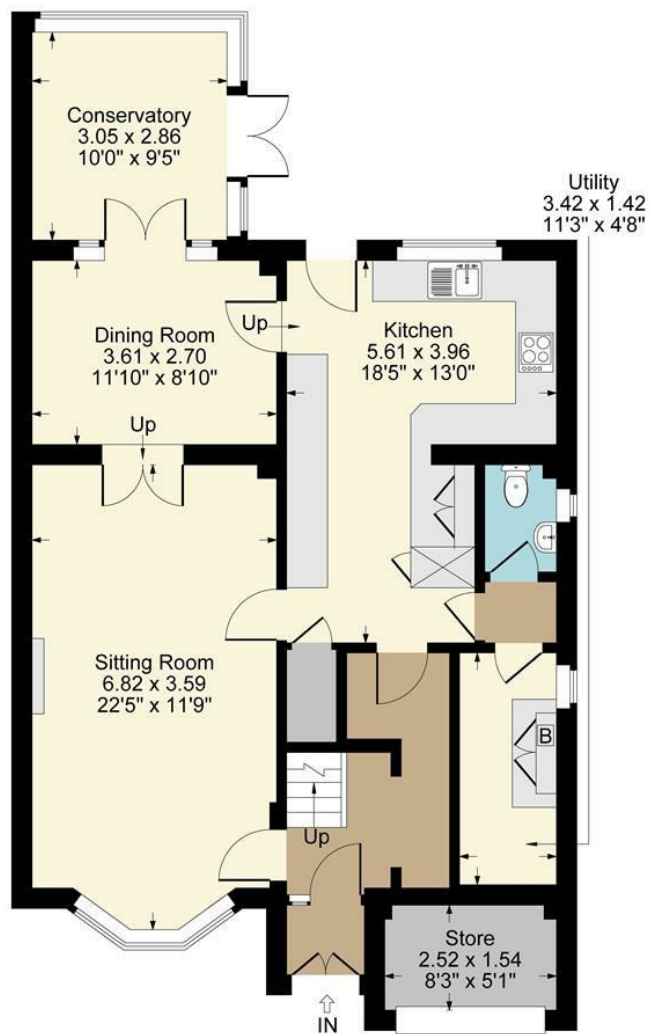 Conservatory
3.05 x 2.86
10'0" x 9'5"
Utility
3.42 x 1.42
11'3" x 4'8"
Dining Room
3.61 x 2.70
11'10" x 8'10"
Up
Kitchen
5.61 x 3.96
18'5" x 13'0"
Up
Sitting Room
6.82 x 3.59
22'5" x 11'9"
B
Up
Store
2.52 x 1.54
8'3" x 5'1"
IN